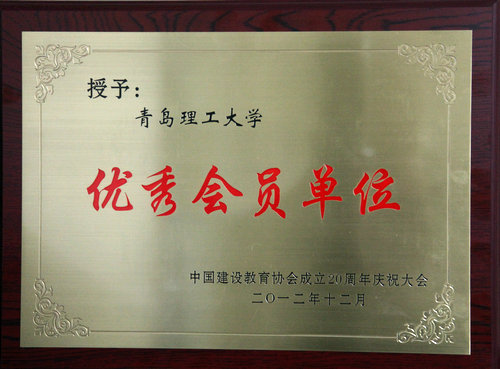 授予：
青岛理工大学
优秀会员单位
中国建设教育协会成立20周年庆祝大会
二〇一二年十二月